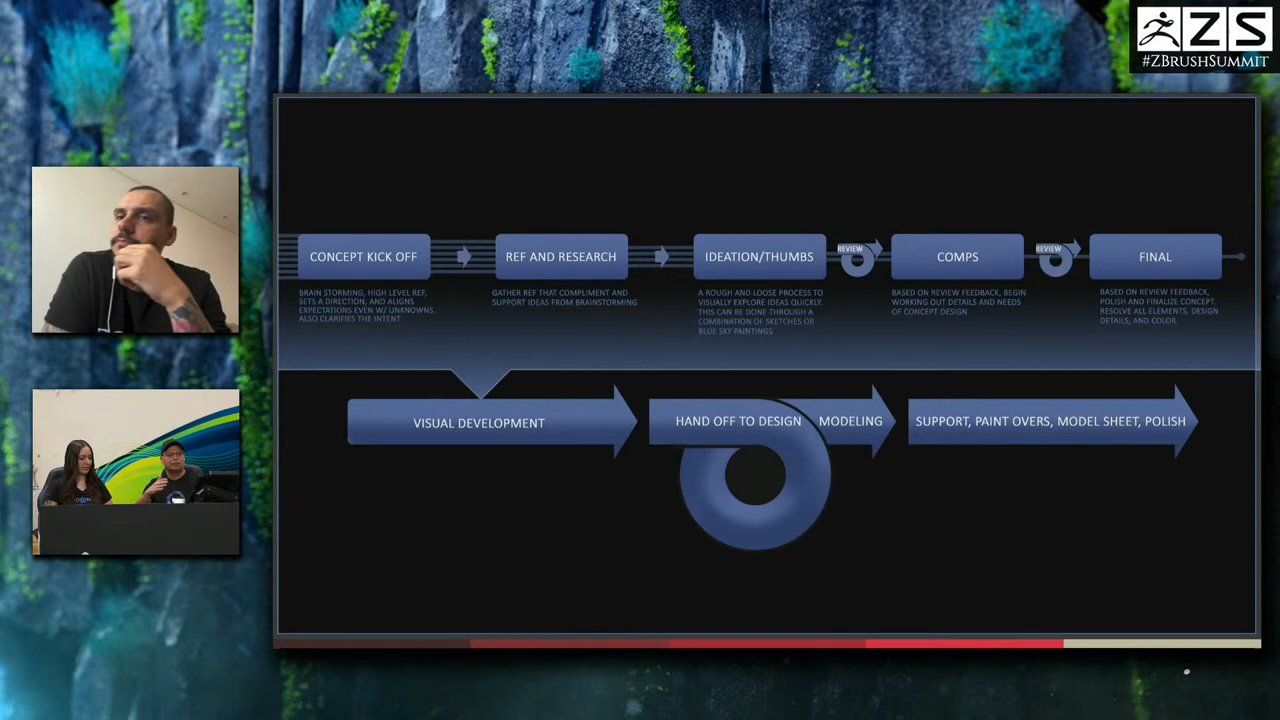 ZS
#ZBRUSHSUMMIT
CONCEPT KICK OFF
REF AND RESEARCH
IDEATION/THUMBS
REVIEW
COMPS
REVIEW
FINAL
BRAIN STORMING, HIGH LEVEL REF,
SETS A DIRECTION, AND ALIGNS
EXPECTATIONS EVEN W/ UNKNOWNS.
ALSO CLARIFIES THE INTENT
GATHER REF THAT COMPLIMENT AND
SUPPORT IDEAS FROM BRAINSTORMING
A ROUGH AND LOOSE PROCESS TO
VISUALLY EXPLORE IDEAS QUICKLY.
THIS CAN BE DONE THROUGH A
COMBINATION OF SKETCHES OR
BLUE SKY PAINTINGS
BASED ON REVIEW FEEDBACK, BEGIN
WORKING OUT DETAILS AND NEEDS
OF CONCEPT DESIGN
BASED ON REVIEW FEEDBACK,
POLISH AND FINALIZE CONCEPT.
RESOLVE ALL ELEMENTS, DESIGN
DETAILS, AND COLOR.
VISUAL DEVELOPMENT
HAND OFF TO DESIGN
MODELING
SUPPORT, PAINT OVERS, MODEL SHEET, POLISH